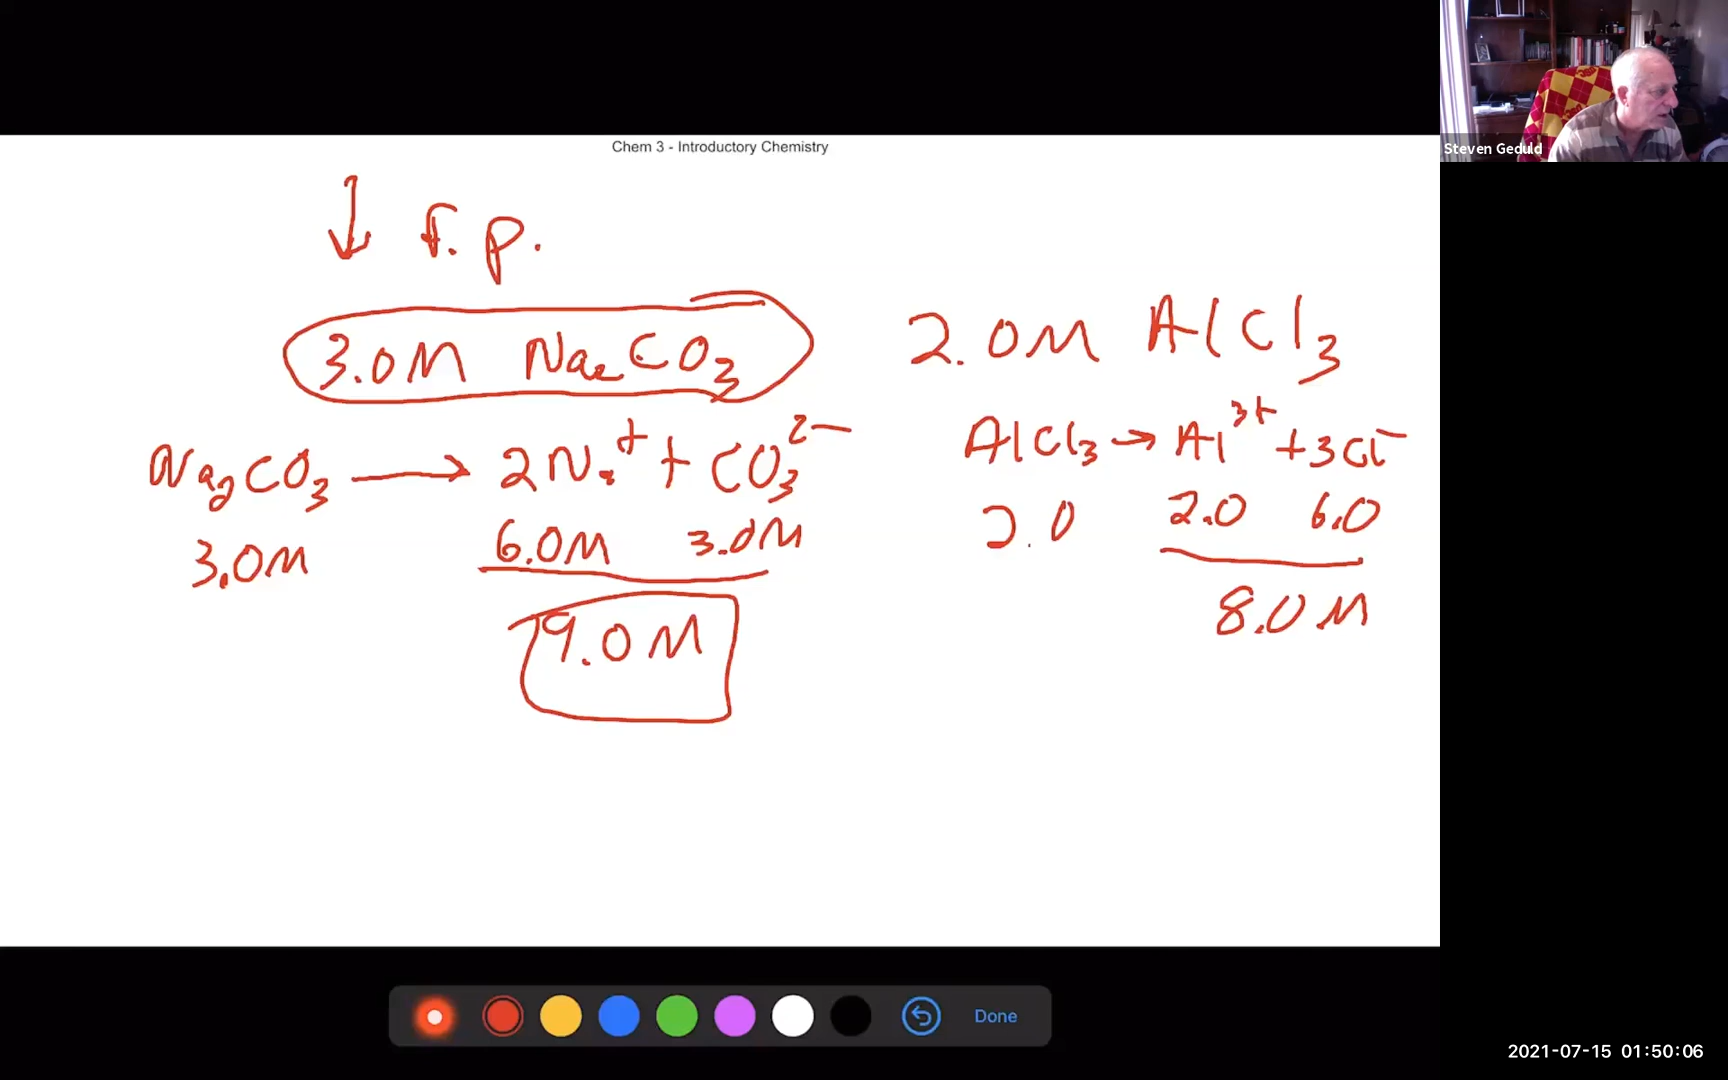 Chem 3 - Introductory Chemistry
Steven Geduld
↓ f.p.
3.0M Na₂CO₃
Na₂CO₃ → 2Na⁺ + CO₃²⁻
3.0M 6.0M 3.0M
9.0M
2.0M AlCl₃
AlCl₃ → Al³⁺ + 3Cl⁻
2.0 2.0 6.0
8.0M
Done
2021-07-15 01:50:06